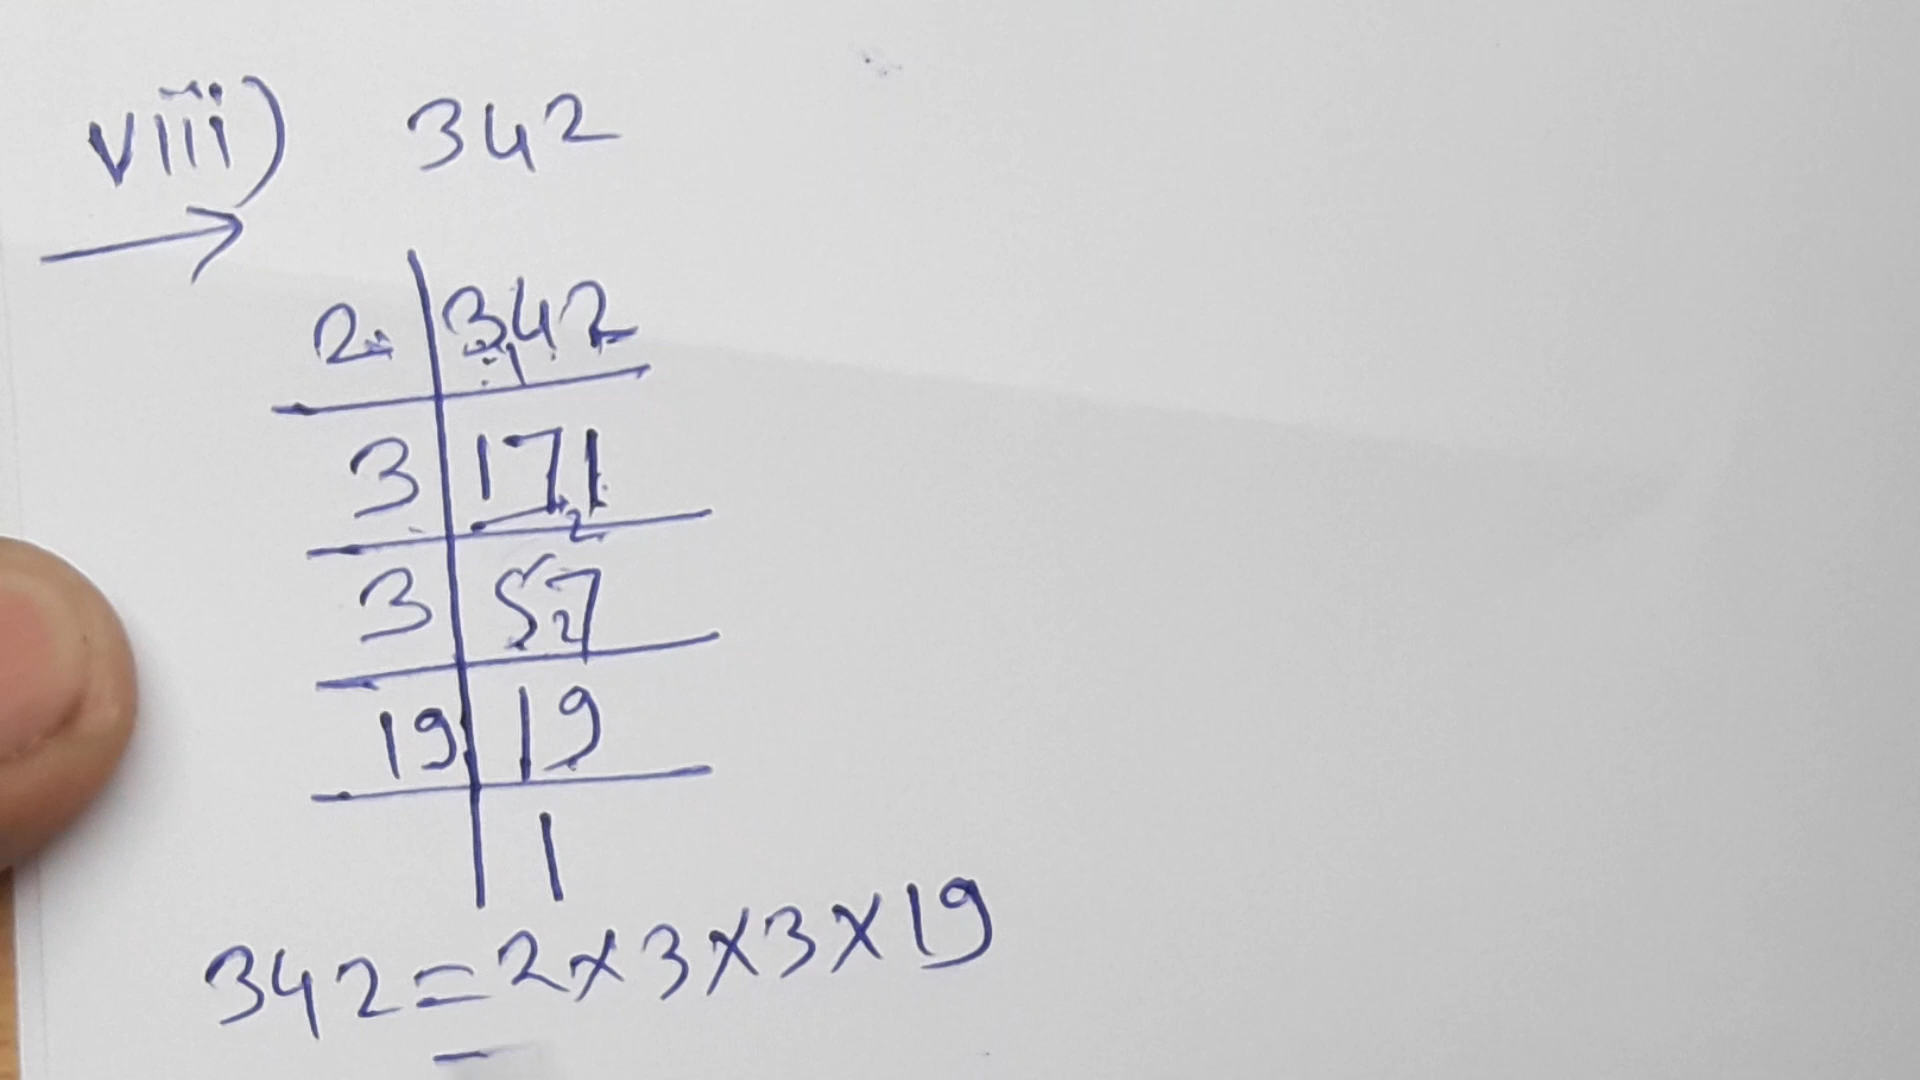 viii) 342
2 | 342
3 | 171
3 | 57
19 | 19
| 1
342 = 2 × 3 × 3 × 19